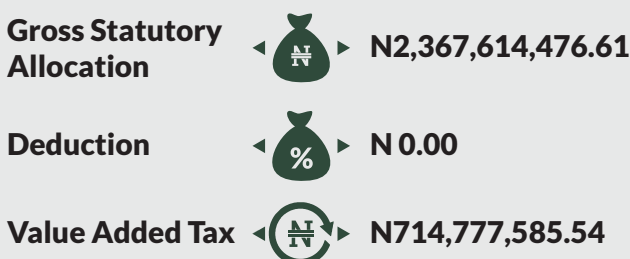 Gross Statutory
Allocation
₦
N2,367,614,476.61
Deduction
%
N 0.00
Value Added Tax
₦
N714,777,585.54